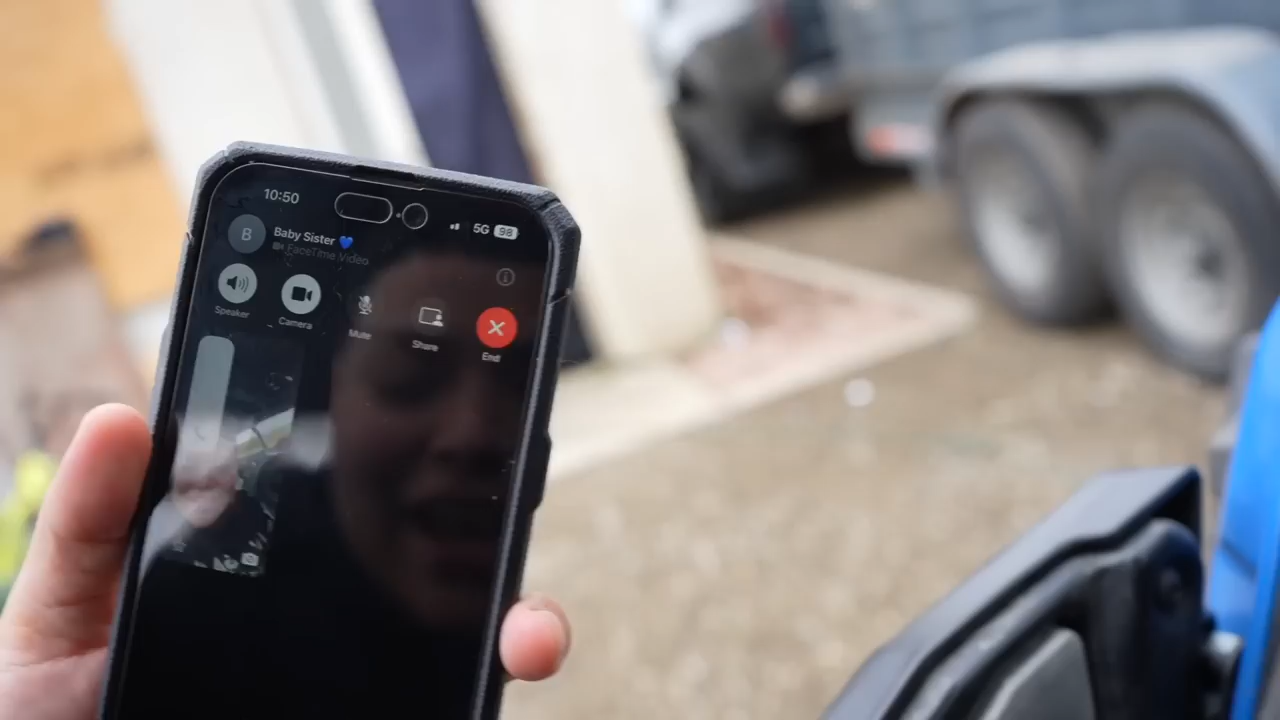 10:50
5G 98
B
Baby Sister 💙
FaceTime Video
Speaker
Camera
Mute
Share
End